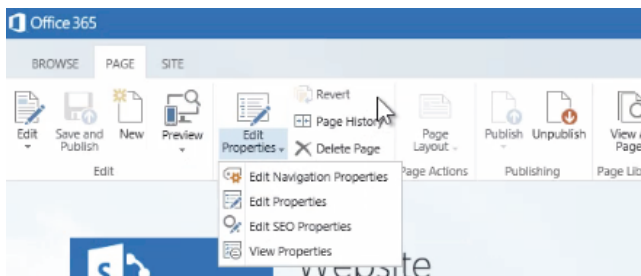 Office 365
BROWSE PAGE SITE
Edit
Save and
Publish
New
Preview
Edit
Properties
Revert
Page History
Delete Page
Page
Layout
Publish
Unpublish
View
Page
Edit
Page Actions
Publishing
Page
Edit Navigation Properties
Edit Properties
Edit SEO Properties
View Properties
Website